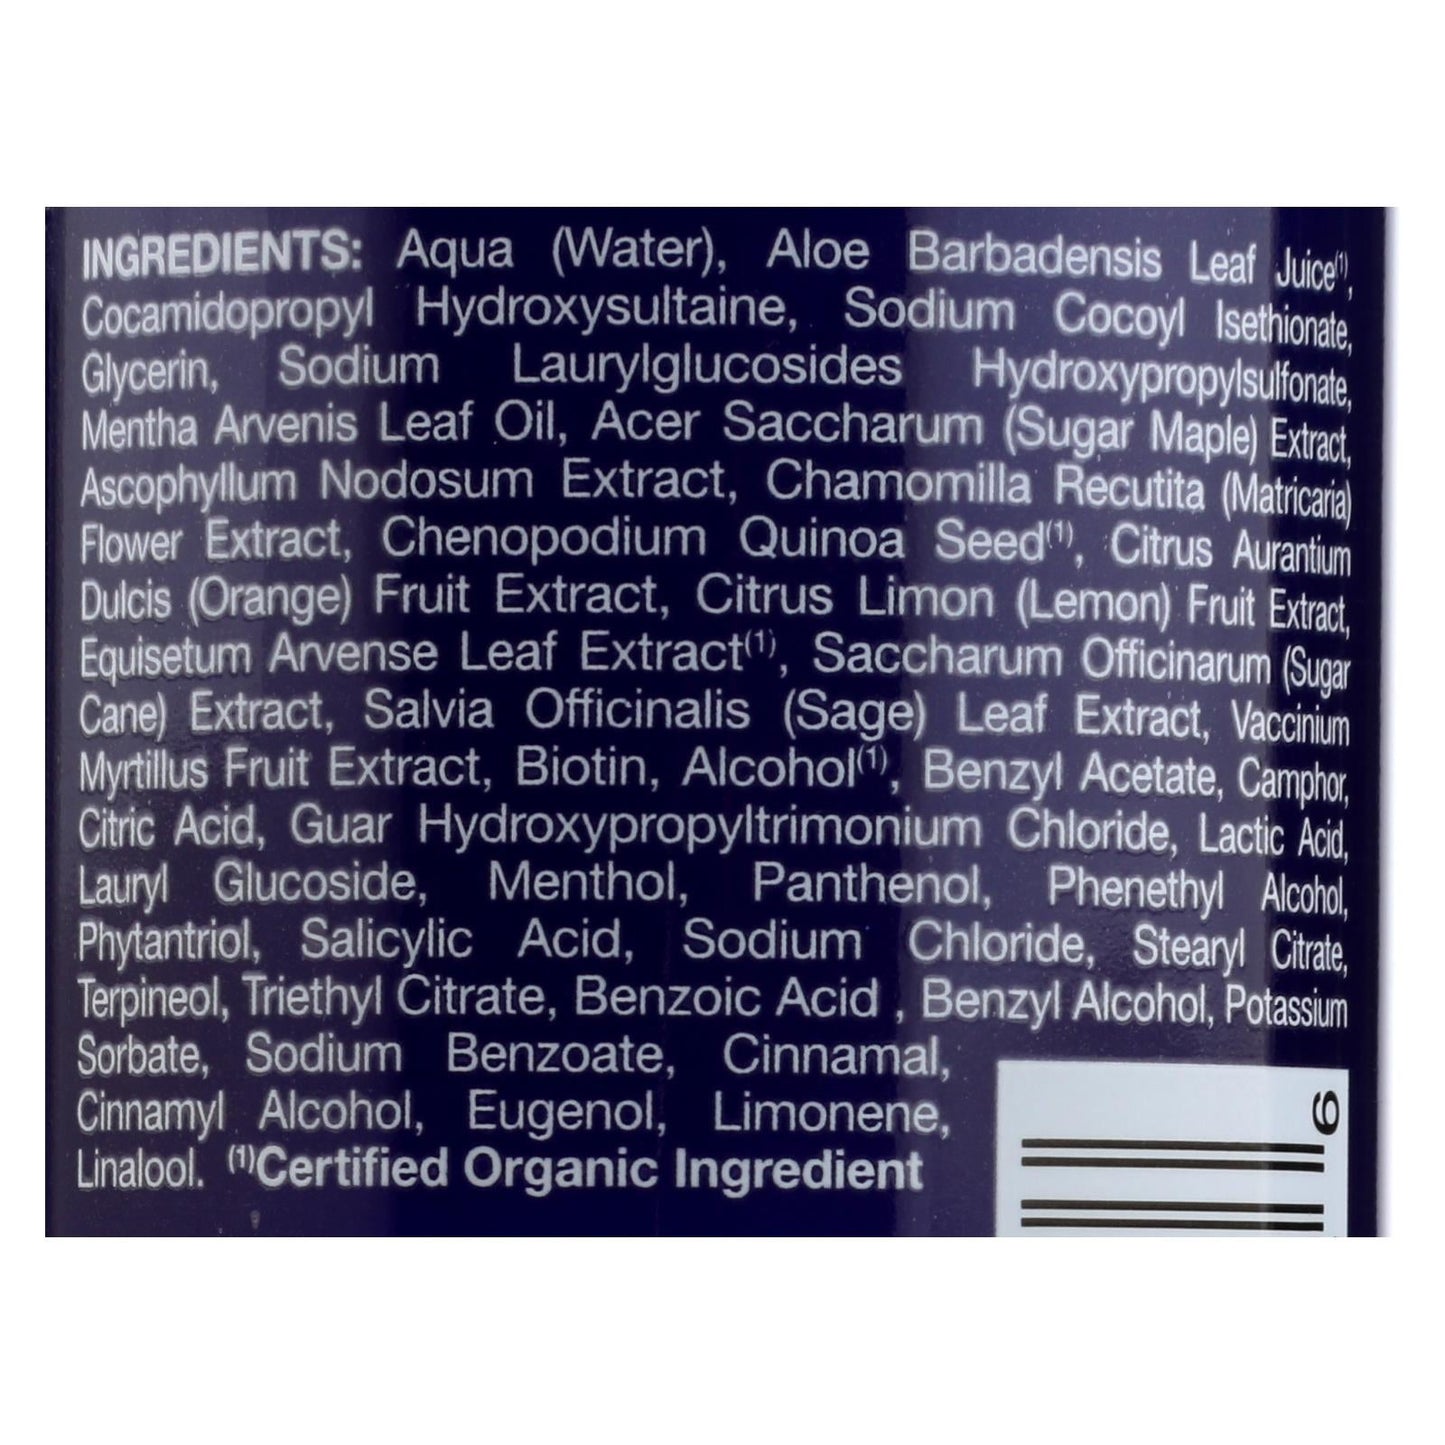 INGREDIENTS: Aqua (Water), Aloe Barbadensis Leaf Juice(1),
Cocamidopropyl Hydroxysultaine, Sodium Cocoyl Isethionate,
Glycerin, Sodium Laurylglucosides Hydroxypropylsulfonate,
Mentha Arvenis Leaf Oil, Acer Saccharum (Sugar Maple) Extract,
Ascophyllum Nodosum Extract, Chamomilla Recutita (Matricaria)
Flower Extract, Chenopodium Quinoa Seed(1), Citrus Aurantium
Dulcis (Orange) Fruit Extract, Citrus Limon (Lemon) Fruit Extract,
Equisetum Arvense Leaf Extract(1), Saccharum Officinarum (Sugar
Cane) Extract, Salvia Officinalis (Sage) Leaf Extract, Vaccinium
Myrtillus Fruit Extract, Biotin, Alcohol(1), Benzyl Acetate, Camphor,
Citric Acid, Guar Hydroxypropyltrimonium Chloride, Lactic Acid,
Lauryl Glucoside, Menthol, Panthenol, Phenethyl Alcohol,
Phytantriol, Salicylic Acid, Sodium Chloride, Stearyl Citrate,
Terpineol, Triethyl Citrate, Benzoic Acid , Benzyl Alcohol, Potassium
Sorbate, Sodium Benzoate, Cinnamal,
Cinnamyl Alcohol, Eugenol, Limonene,
Linalool. (1)Certified Organic Ingredient
6